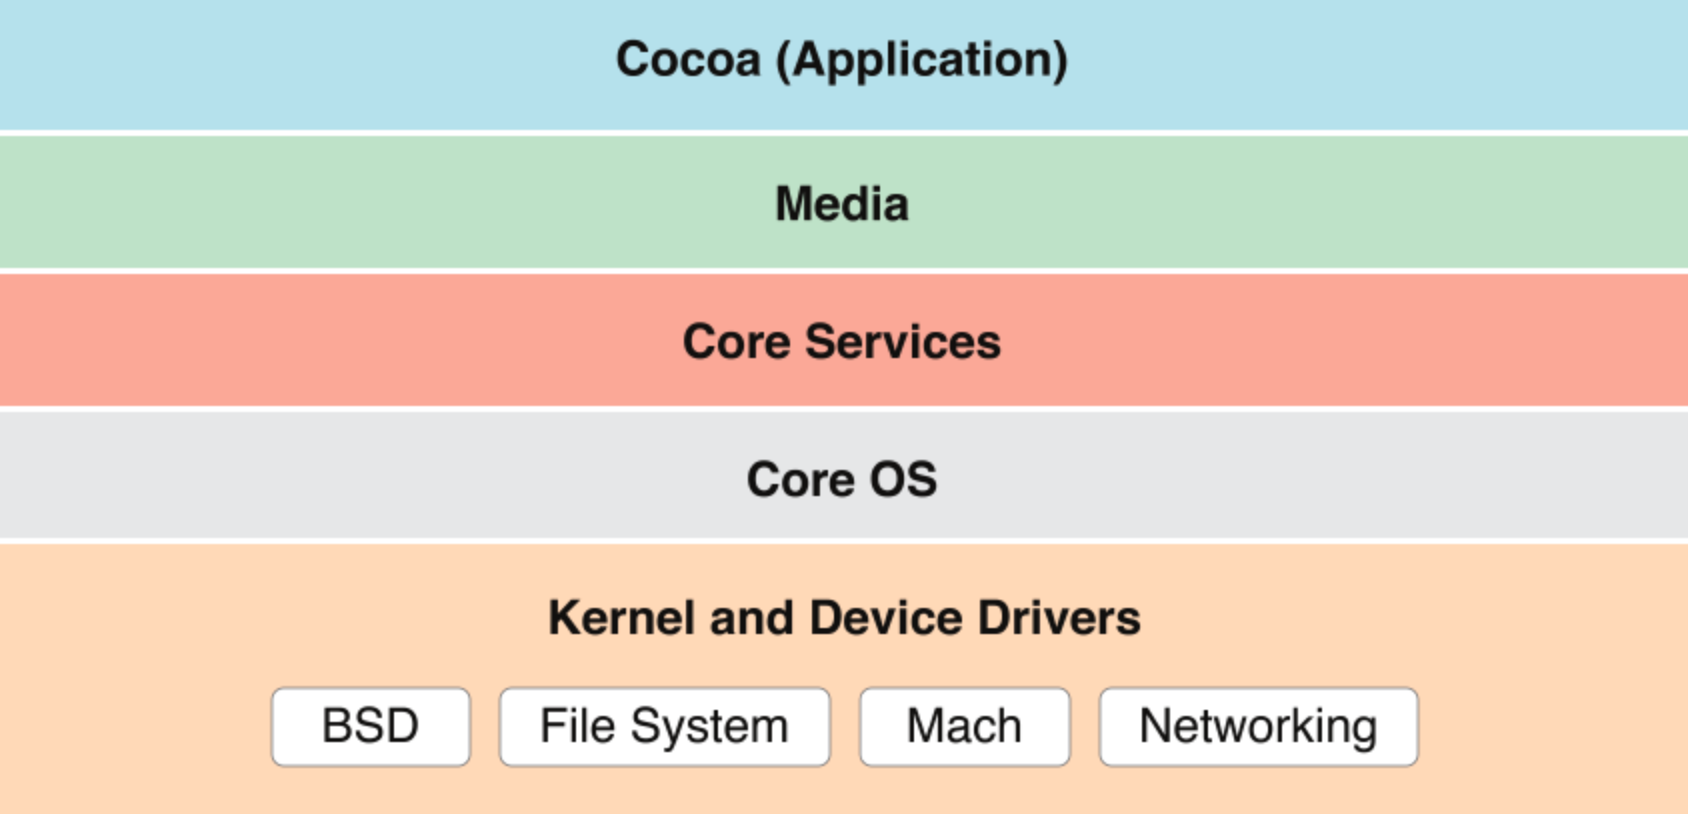 Cocoa (Application)
Media
Core Services
Core OS
Kernel and Device Drivers
BSD File System Mach Networking